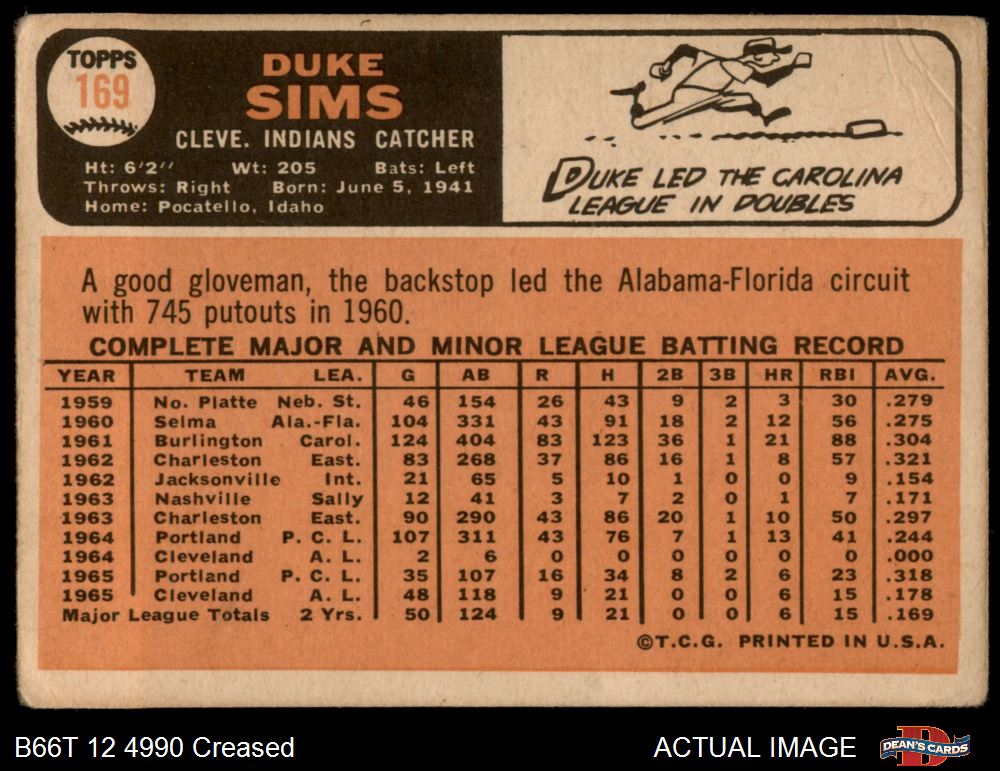 TOPPS
169
DUKE
SIMS
CLEVE. INDIANS CATCHER
Ht: 6'2" Wt: 205 Bats: Left
Throws: Right Born: June 5, 1941
Home: Pocatello, Idaho
DUKE LED THE CAROLINA
LEAGUE IN DOUBLES
A good gloveman, the backstop led the Alabama-Florida circuit
with 745 putouts in 1960.
COMPLETE MAJOR AND MINOR LEAGUE BATTING RECORD
YEAR TEAM LEA. G AB R H 2B 3B HR RBI AVG.
1959 No. Platte Neb. St. 46 154 26 43 9 2 3 30 .279
1960 Selma Ala.-Fla. 104 331 43 91 18 2 12 56 .275
1961 Burlington Carol. 124 404 83 123 36 1 21 88 .304
1962 Charleston East. 83 268 37 86 16 1 8 57 .321
1962 Jacksonville Int. 21 65 5 10 1 0 0 9 .154
1963 Nashville Sally 12 41 3 7 2 0 1 7 .171
1963 Charleston East. 90 290 43 86 20 1 10 50 .297
1964 Portland P. C. L. 107 311 43 76 7 1 13 41 .244
1964 Cleveland A. L. 2 6 0 0 0 0 0 0 .000
1965 Portland P. C. L. 35 107 16 34 8 2 6 23 .318
1965 Cleveland A. L. 48 118 9 21 0 0 6 15 .178
Major League Totals 2 Yrs. 50 124 9 21 0 0 6 15 .169
©T.C.G. PRINTED IN U.S.A.
B66T 12 4990 Creased
ACTUAL IMAGE
D
DEAN'S CARDS